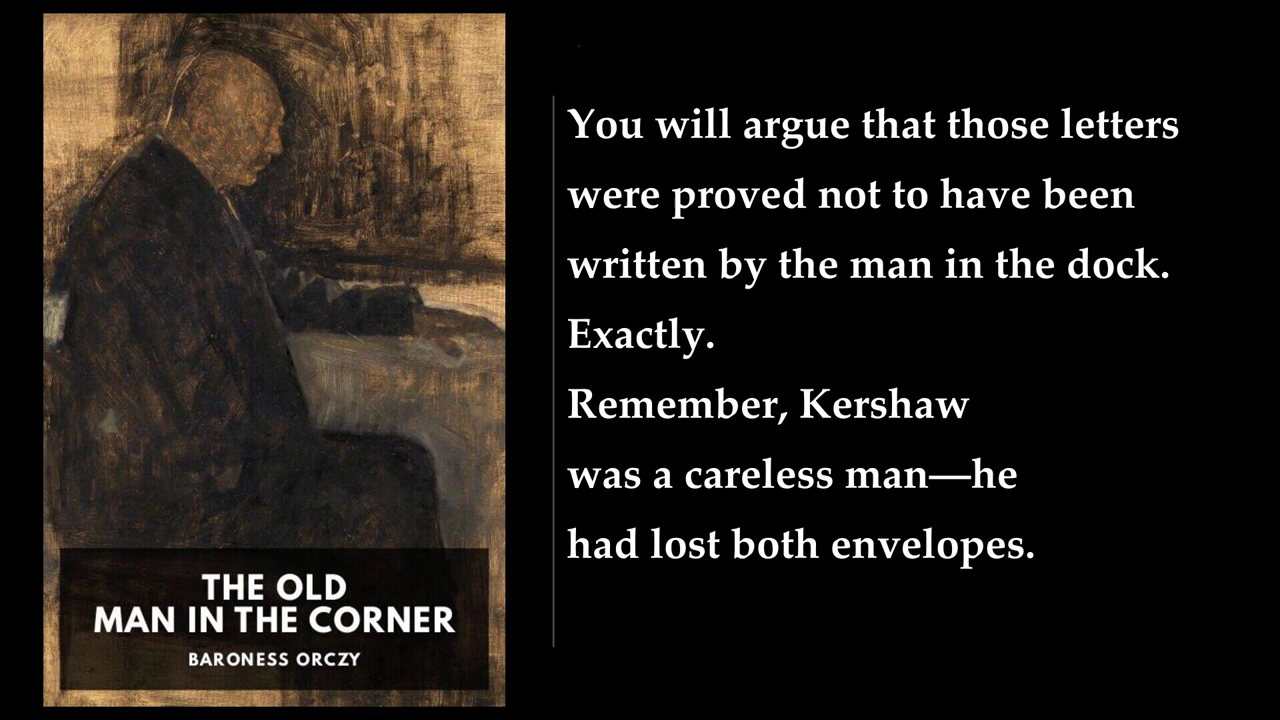 THE OLD
MAN IN THE CORNER
BARONESS ORCZY
You will argue that those letters
were proved not to have been
written by the man in the dock.
Exactly.
Remember, Kershaw
was a careless man—he
had lost both envelopes.